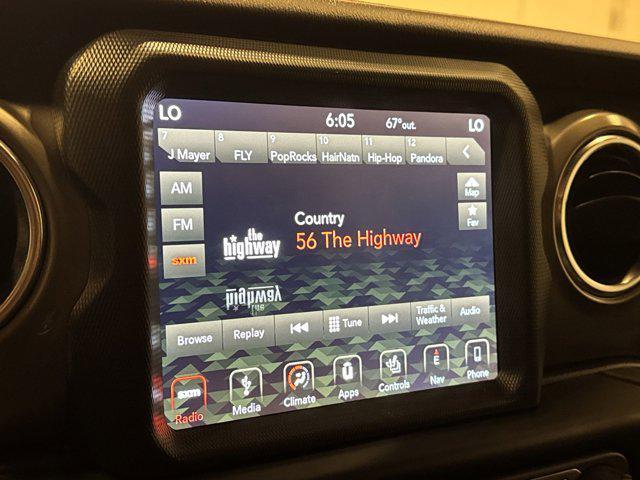 LO 6:05 67° out. LO
7 J Mayer 8 FLY 9 PopRocks 10 HairNatn 11 Hip-Hop 12 Pandora
AM
Map
FM
Fav
sxm
the highway
Country
56 The Highway
Browse Replay Tune Traffic & Weather Audio
sxm
E
Radio Media Climate Apps Controls Nav Phone